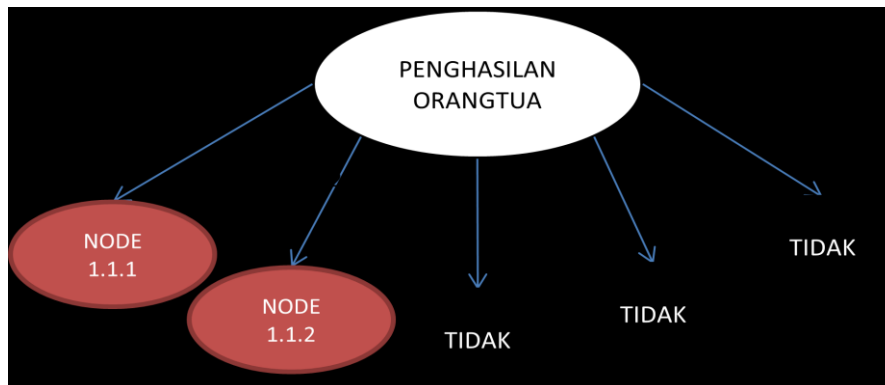 PENGHASILAN
ORANGTUA
NODE
1.1.1
NODE
1.1.2
TIDAK
TIDAK
TIDAK